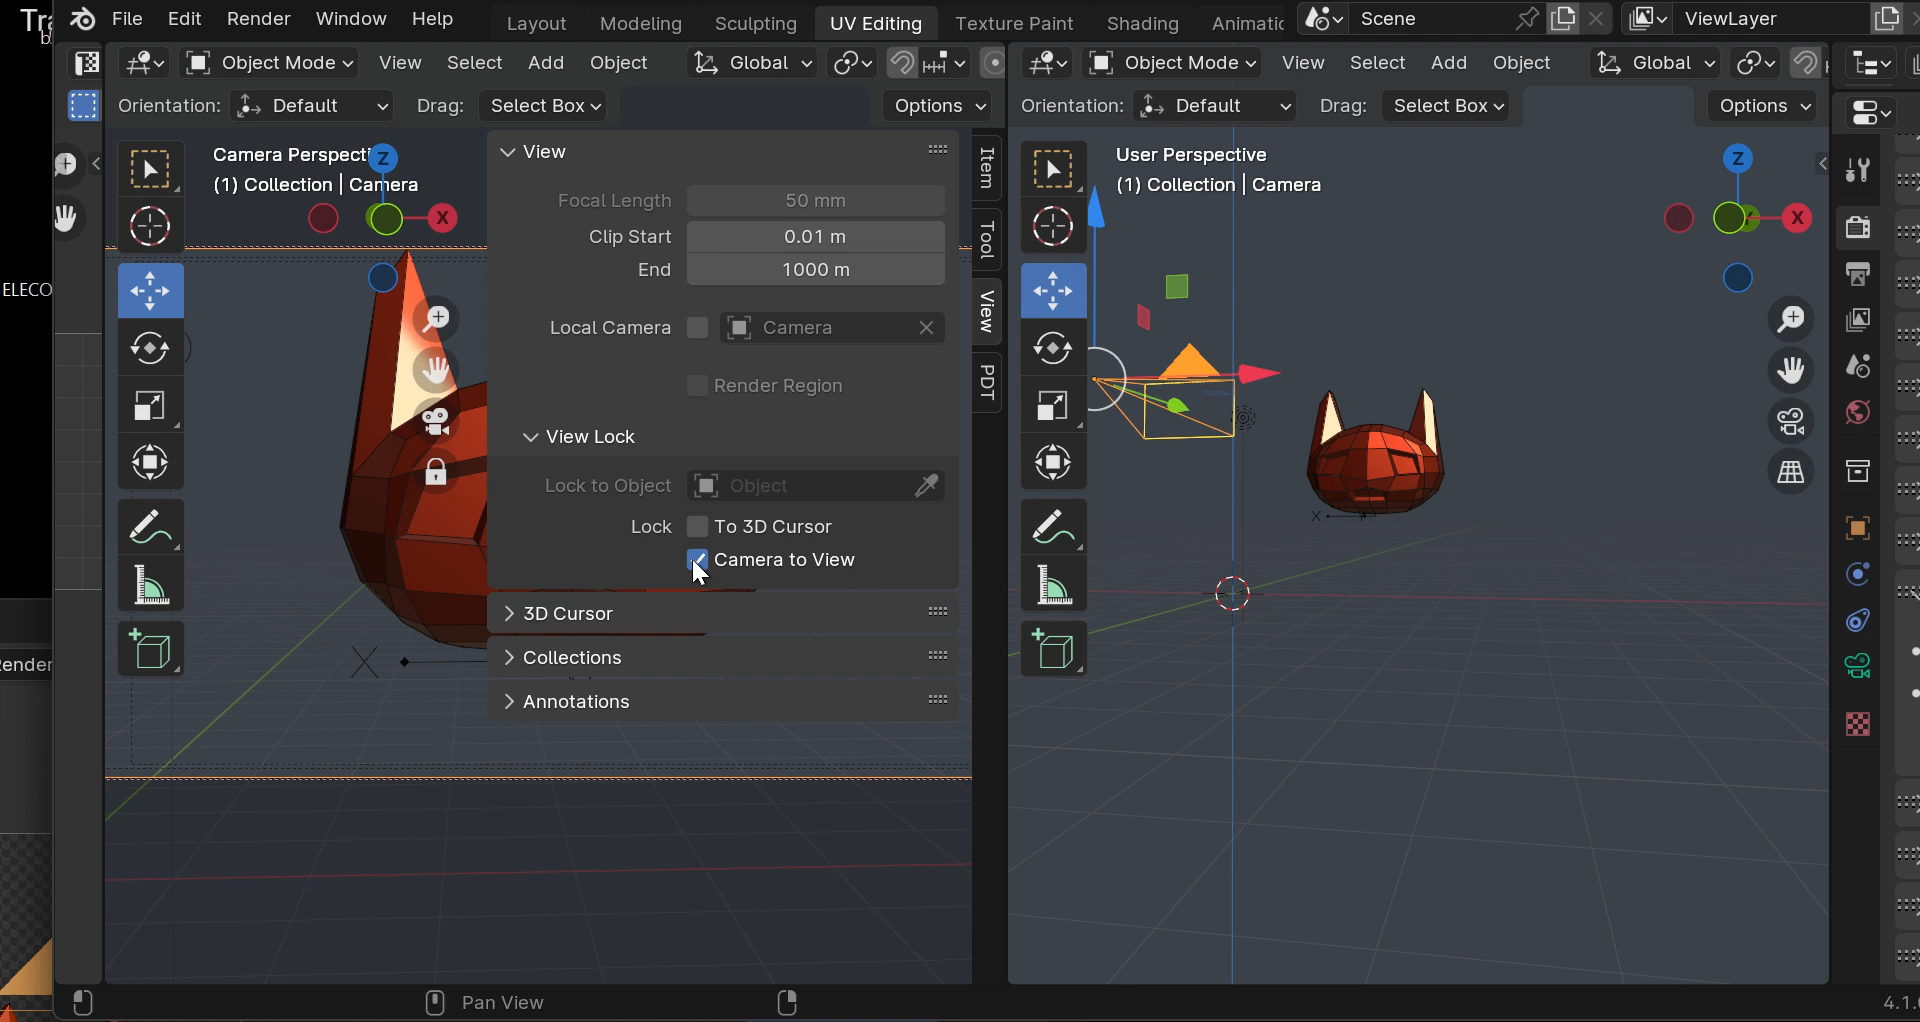 File Edit Render Window Help
Layout Modeling Sculpting UV Editing Texture Paint Shading
Scene
ViewLayer
Object Mode View Select Add Object Global
Object Mode View Select Add Object Global
Orientation: Default Drag: Select Box Options
Orientation: Default Drag: Select Box Options
Camera Perspecti
(1) Collection | Camera
Z
X
View
Focal Length 50 mm
Clip Start 0.01 m
End 1000 m
Local Camera Camera
Render Region
View Lock
Lock to Object Object
Lock To 3D Cursor
Camera to View
3D Cursor
Collections
Annotations
Item
Tool
View
PDT
User Perspective
(1) Collection | Camera
Z
X
ELECO
ender
Pan View
4.1.